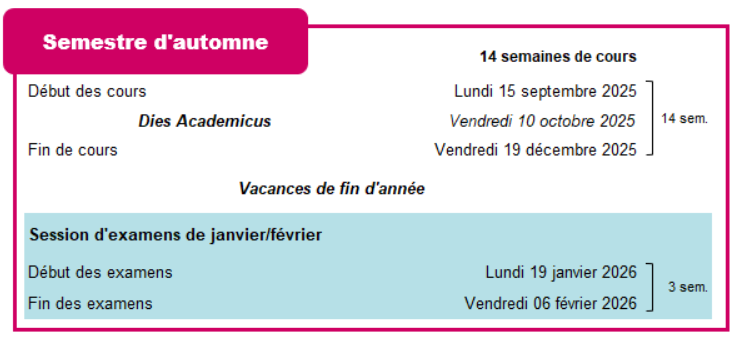 Semestre d'automne
14 semaines de cours
Début des cours Lundi 15 septembre 2025
Dies Academicus Vendredi 10 octobre 2025 14 sem.
Fin de cours Vendredi 19 décembre 2025
Vacances de fin d'année
Session d'examens de janvier/février
Début des examens Lundi 19 janvier 2026
3 sem.
Fin des examens Vendredi 06 février 2026